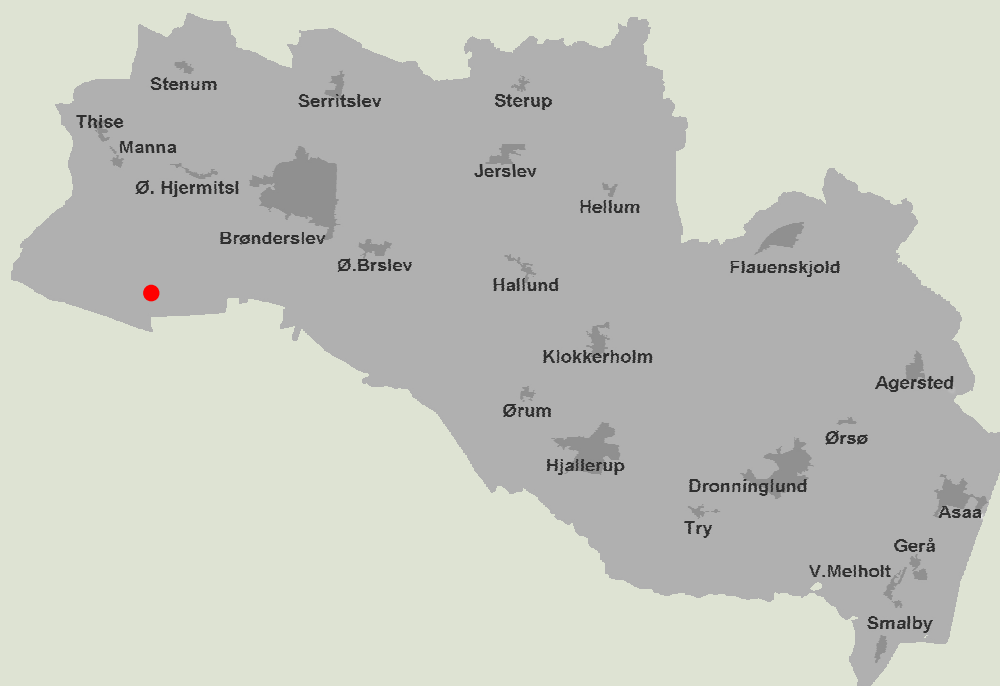 Stenum
Serritslev
Sterup
Thise
Manna
Jerslev
Ø. Hjermitsl
Hellum
Brønderslev
Ø.Brslev
Flauenskjold
Hallund
Klokkerholm
Agersted
Ørum
Ørsø
Hjallerup
Dronninglund
Asaa
Try
Gerå
V.Melholt
Smalby